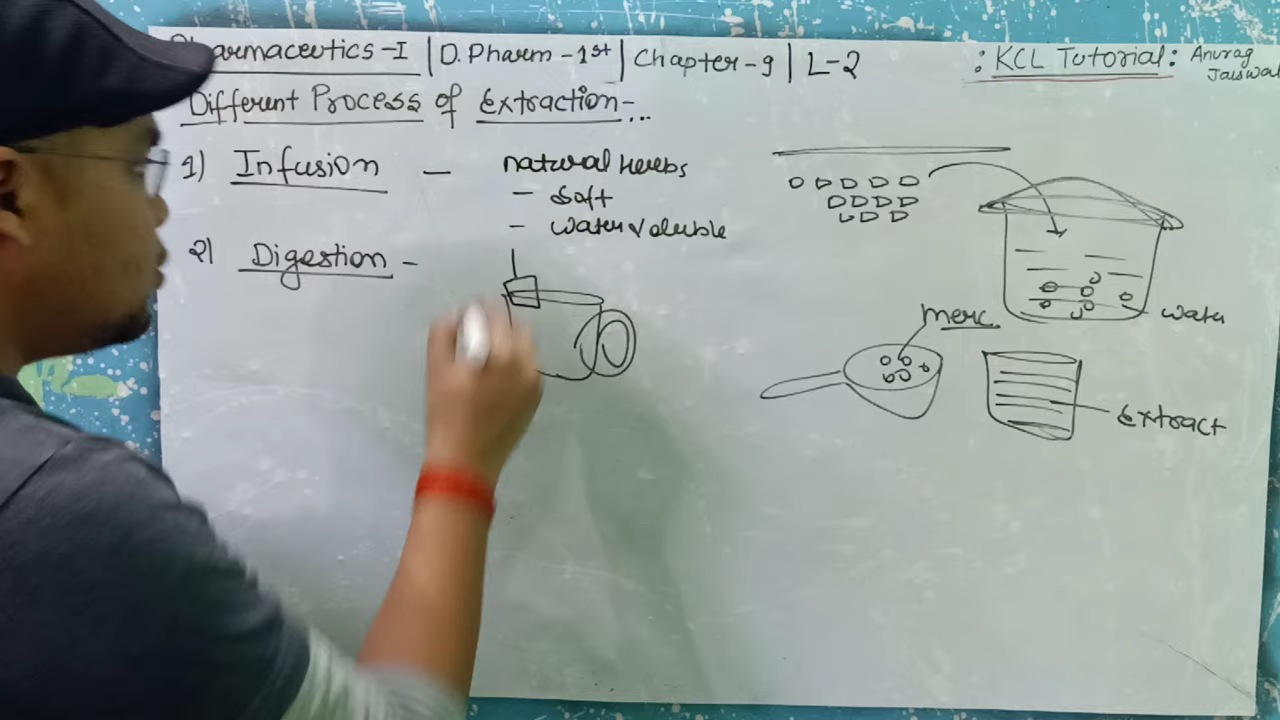 Pharmaceutics-I | D. Pharm - 1st | Chapter-9 | L-2
: KCL Tutorial : Anurag Jaiswal
Different Process of Extraction-...
1) Infusion - natural herbs
- Soft
- Water soluble
2) Digestion -
water
merc
Extract